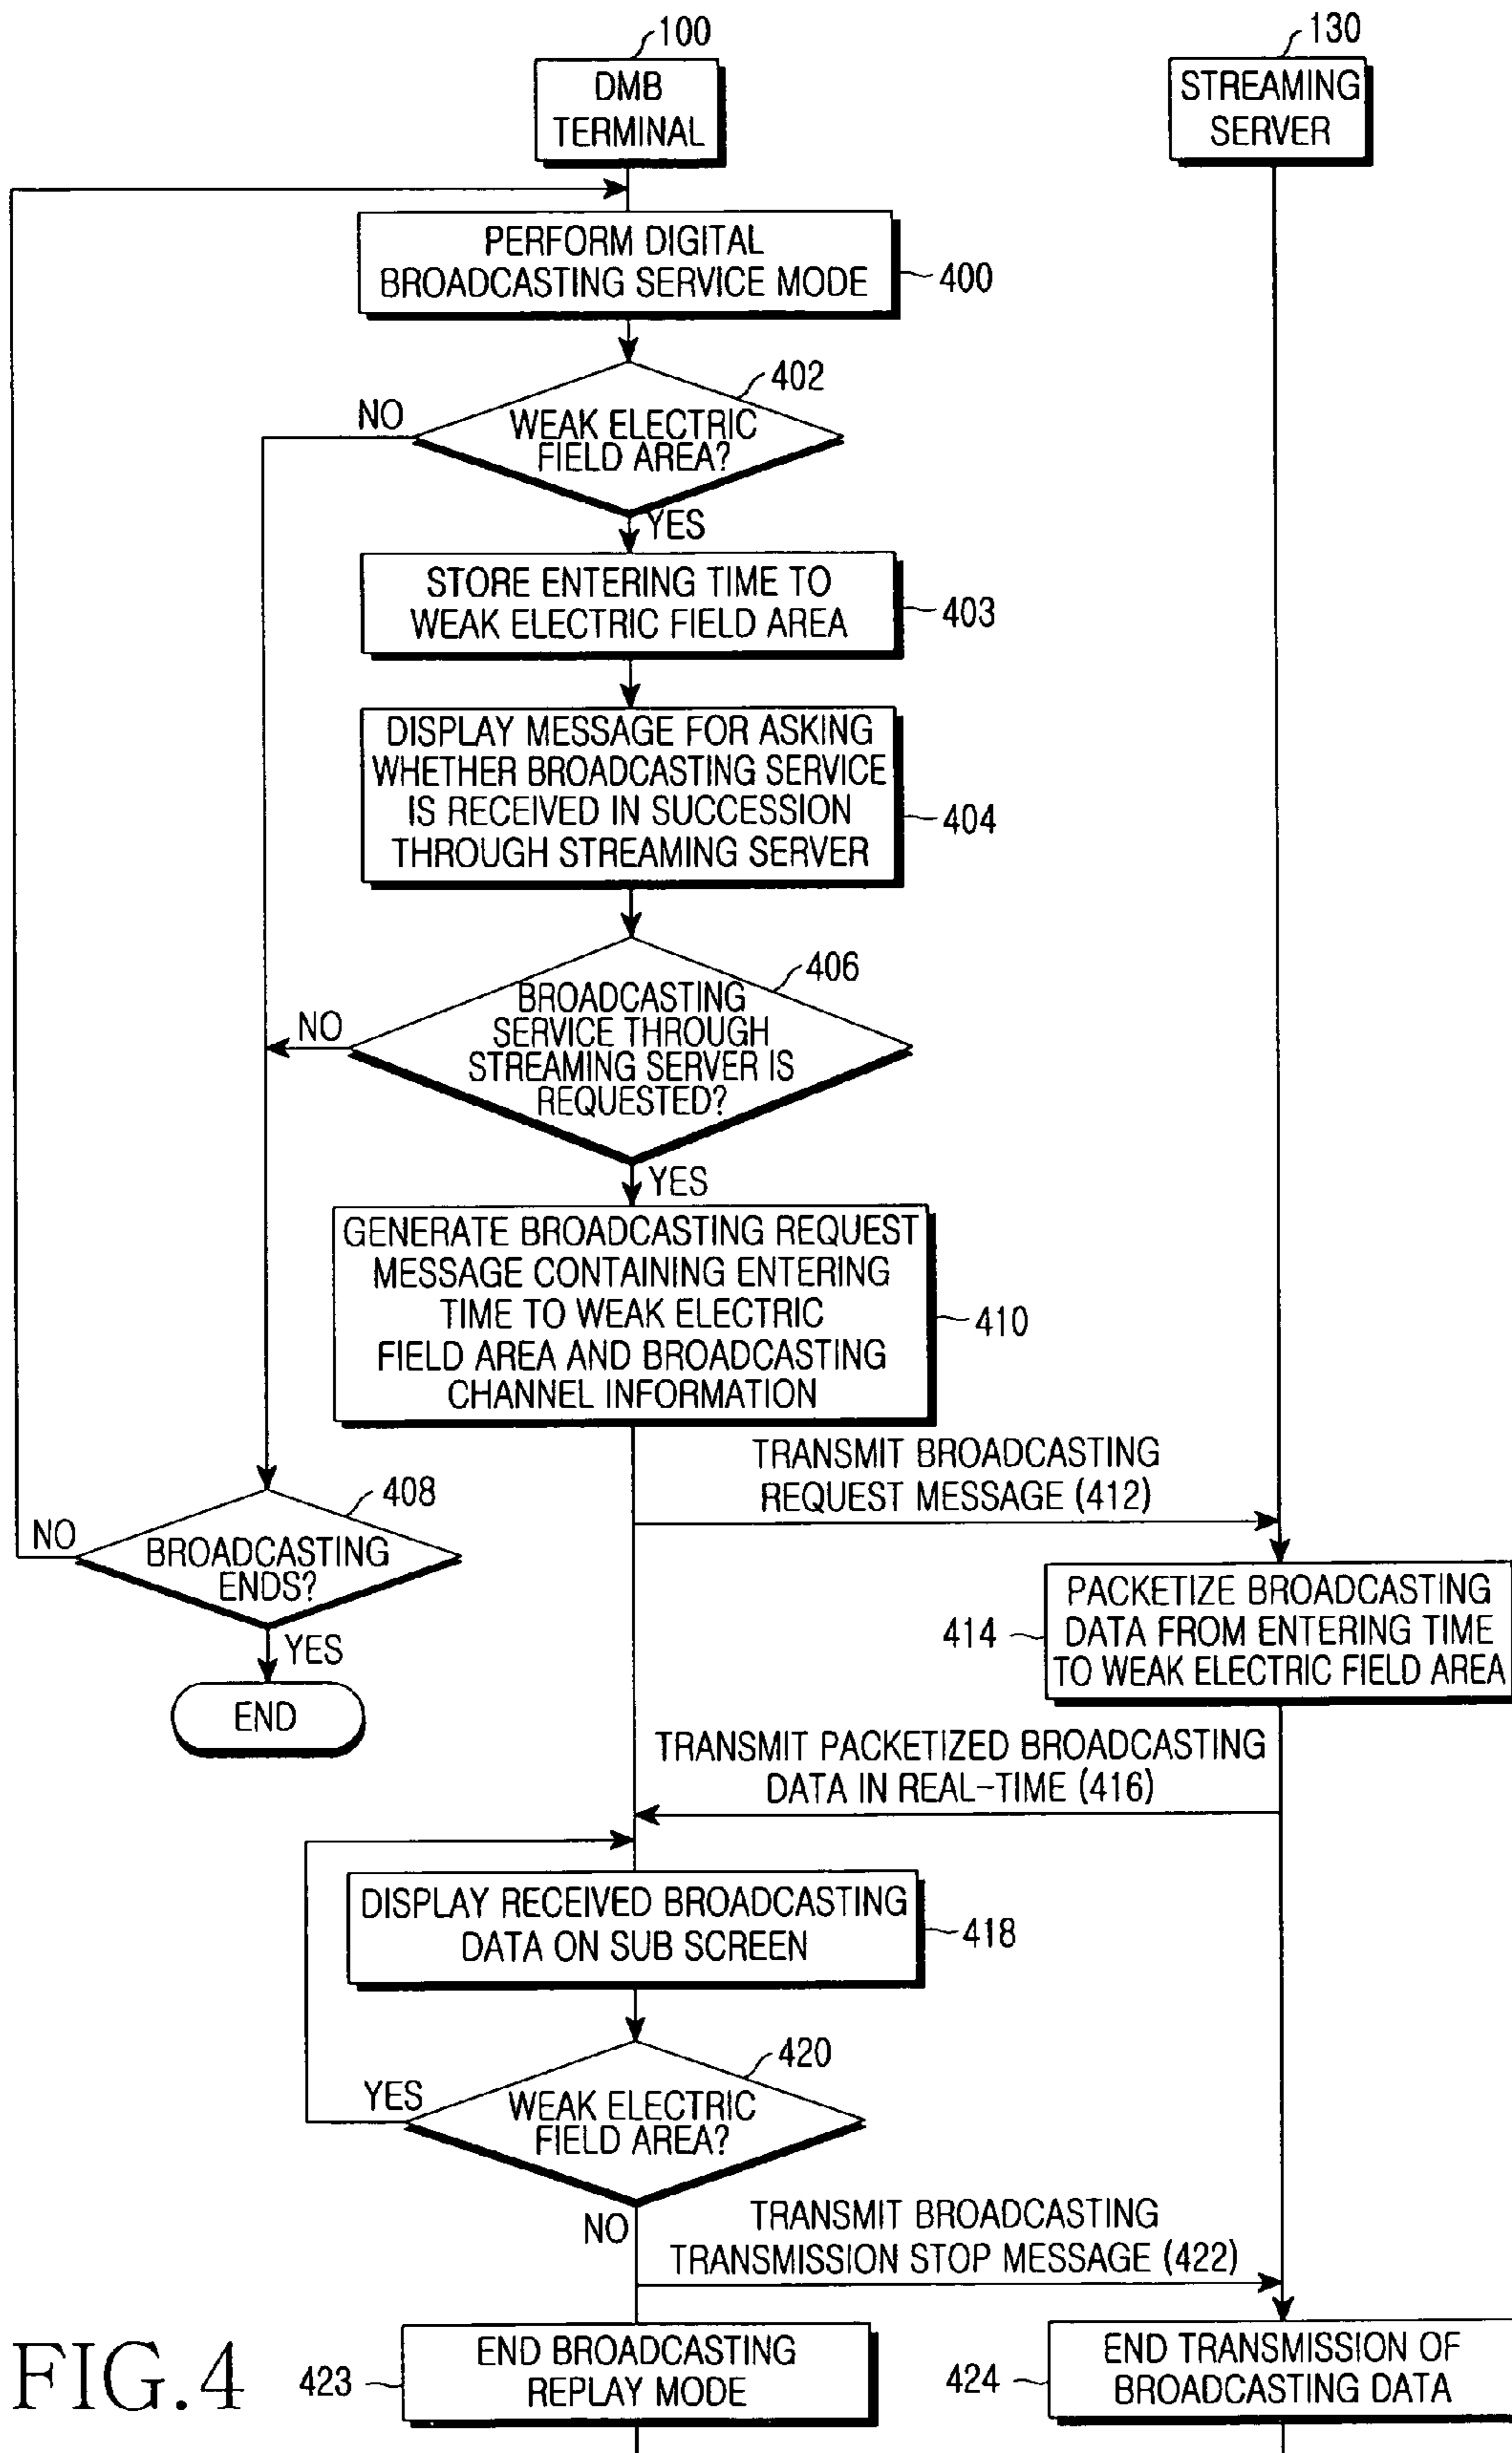 100
130
DMB
TERMINAL
STREAMING
SERVER
PERFORM DIGITAL
BROADCASTING SERVICE MODE
400
402
NO
WEAK ELECTRIC
FIELD AREA?
YES
STORE ENTERING TIME TO
WEAK ELECTRIC FIELD AREA
403
DISPLAY MESSAGE FOR ASKING
WHETHER BROADCASTING SERVICE
IS RECEIVED IN SUCCESSION
THROUGH STREAMING SERVER
404
406
NO
BROADCASTING
SERVICE THROUGH
STREAMING SERVER IS
REQUESTED?
YES
GENERATE BROADCASTING REQUEST
MESSAGE CONTAINING ENTERING
TIME TO WEAK ELECTRIC
FIELD AREA AND BROADCASTING
CHANNEL INFORMATION
410
TRANSMIT BROADCASTING
REQUEST MESSAGE (412)
408
NO
BROADCASTING
ENDS?
YES
END
414
PACKETIZE BROADCASTING
DATA FROM ENTERING TIME
TO WEAK ELECTRIC FIELD AREA
TRANSMIT PACKETIZED BROADCASTING
DATA IN REAL-TIME (416)
DISPLAY RECEIVED BROADCASTING
DATA ON SUB SCREEN
418
420
YES
WEAK ELECTRIC
FIELD AREA?
NO
TRANSMIT BROADCASTING
TRANSMISSION STOP MESSAGE (422)
423
END BROADCASTING
REPLAY MODE
424
END TRANSMISSION OF
BROADCASTING DATA
FIG.4